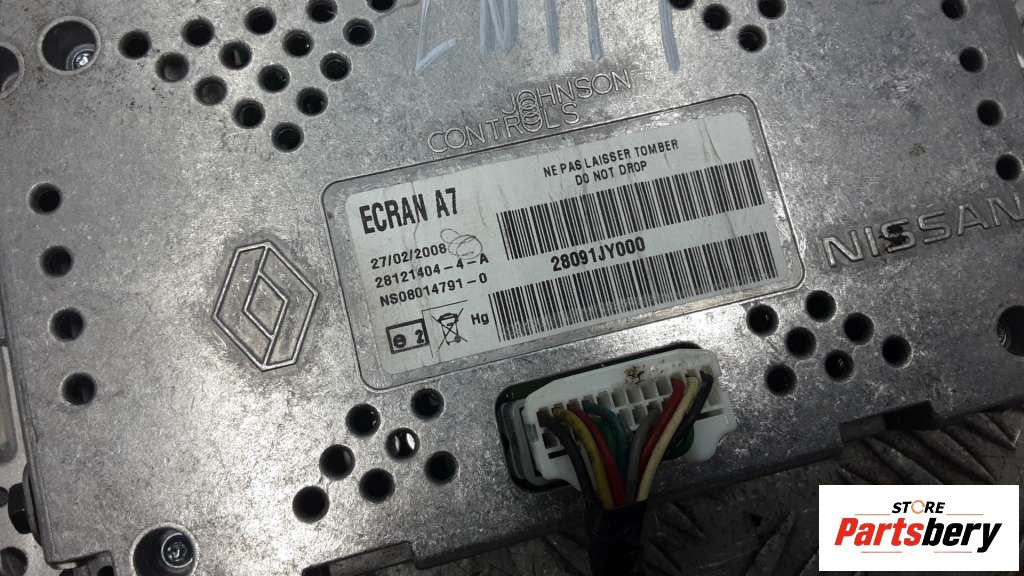 JOHNSON
CONTROLS
NE PAS LAISSER TOMBER
DO NOT DROP
ECRAN A7
27/02/2008
28121404-4-A
NS08014791-0
28091JY000
e 2
Hg
NISSAN
STORE
Partsbery